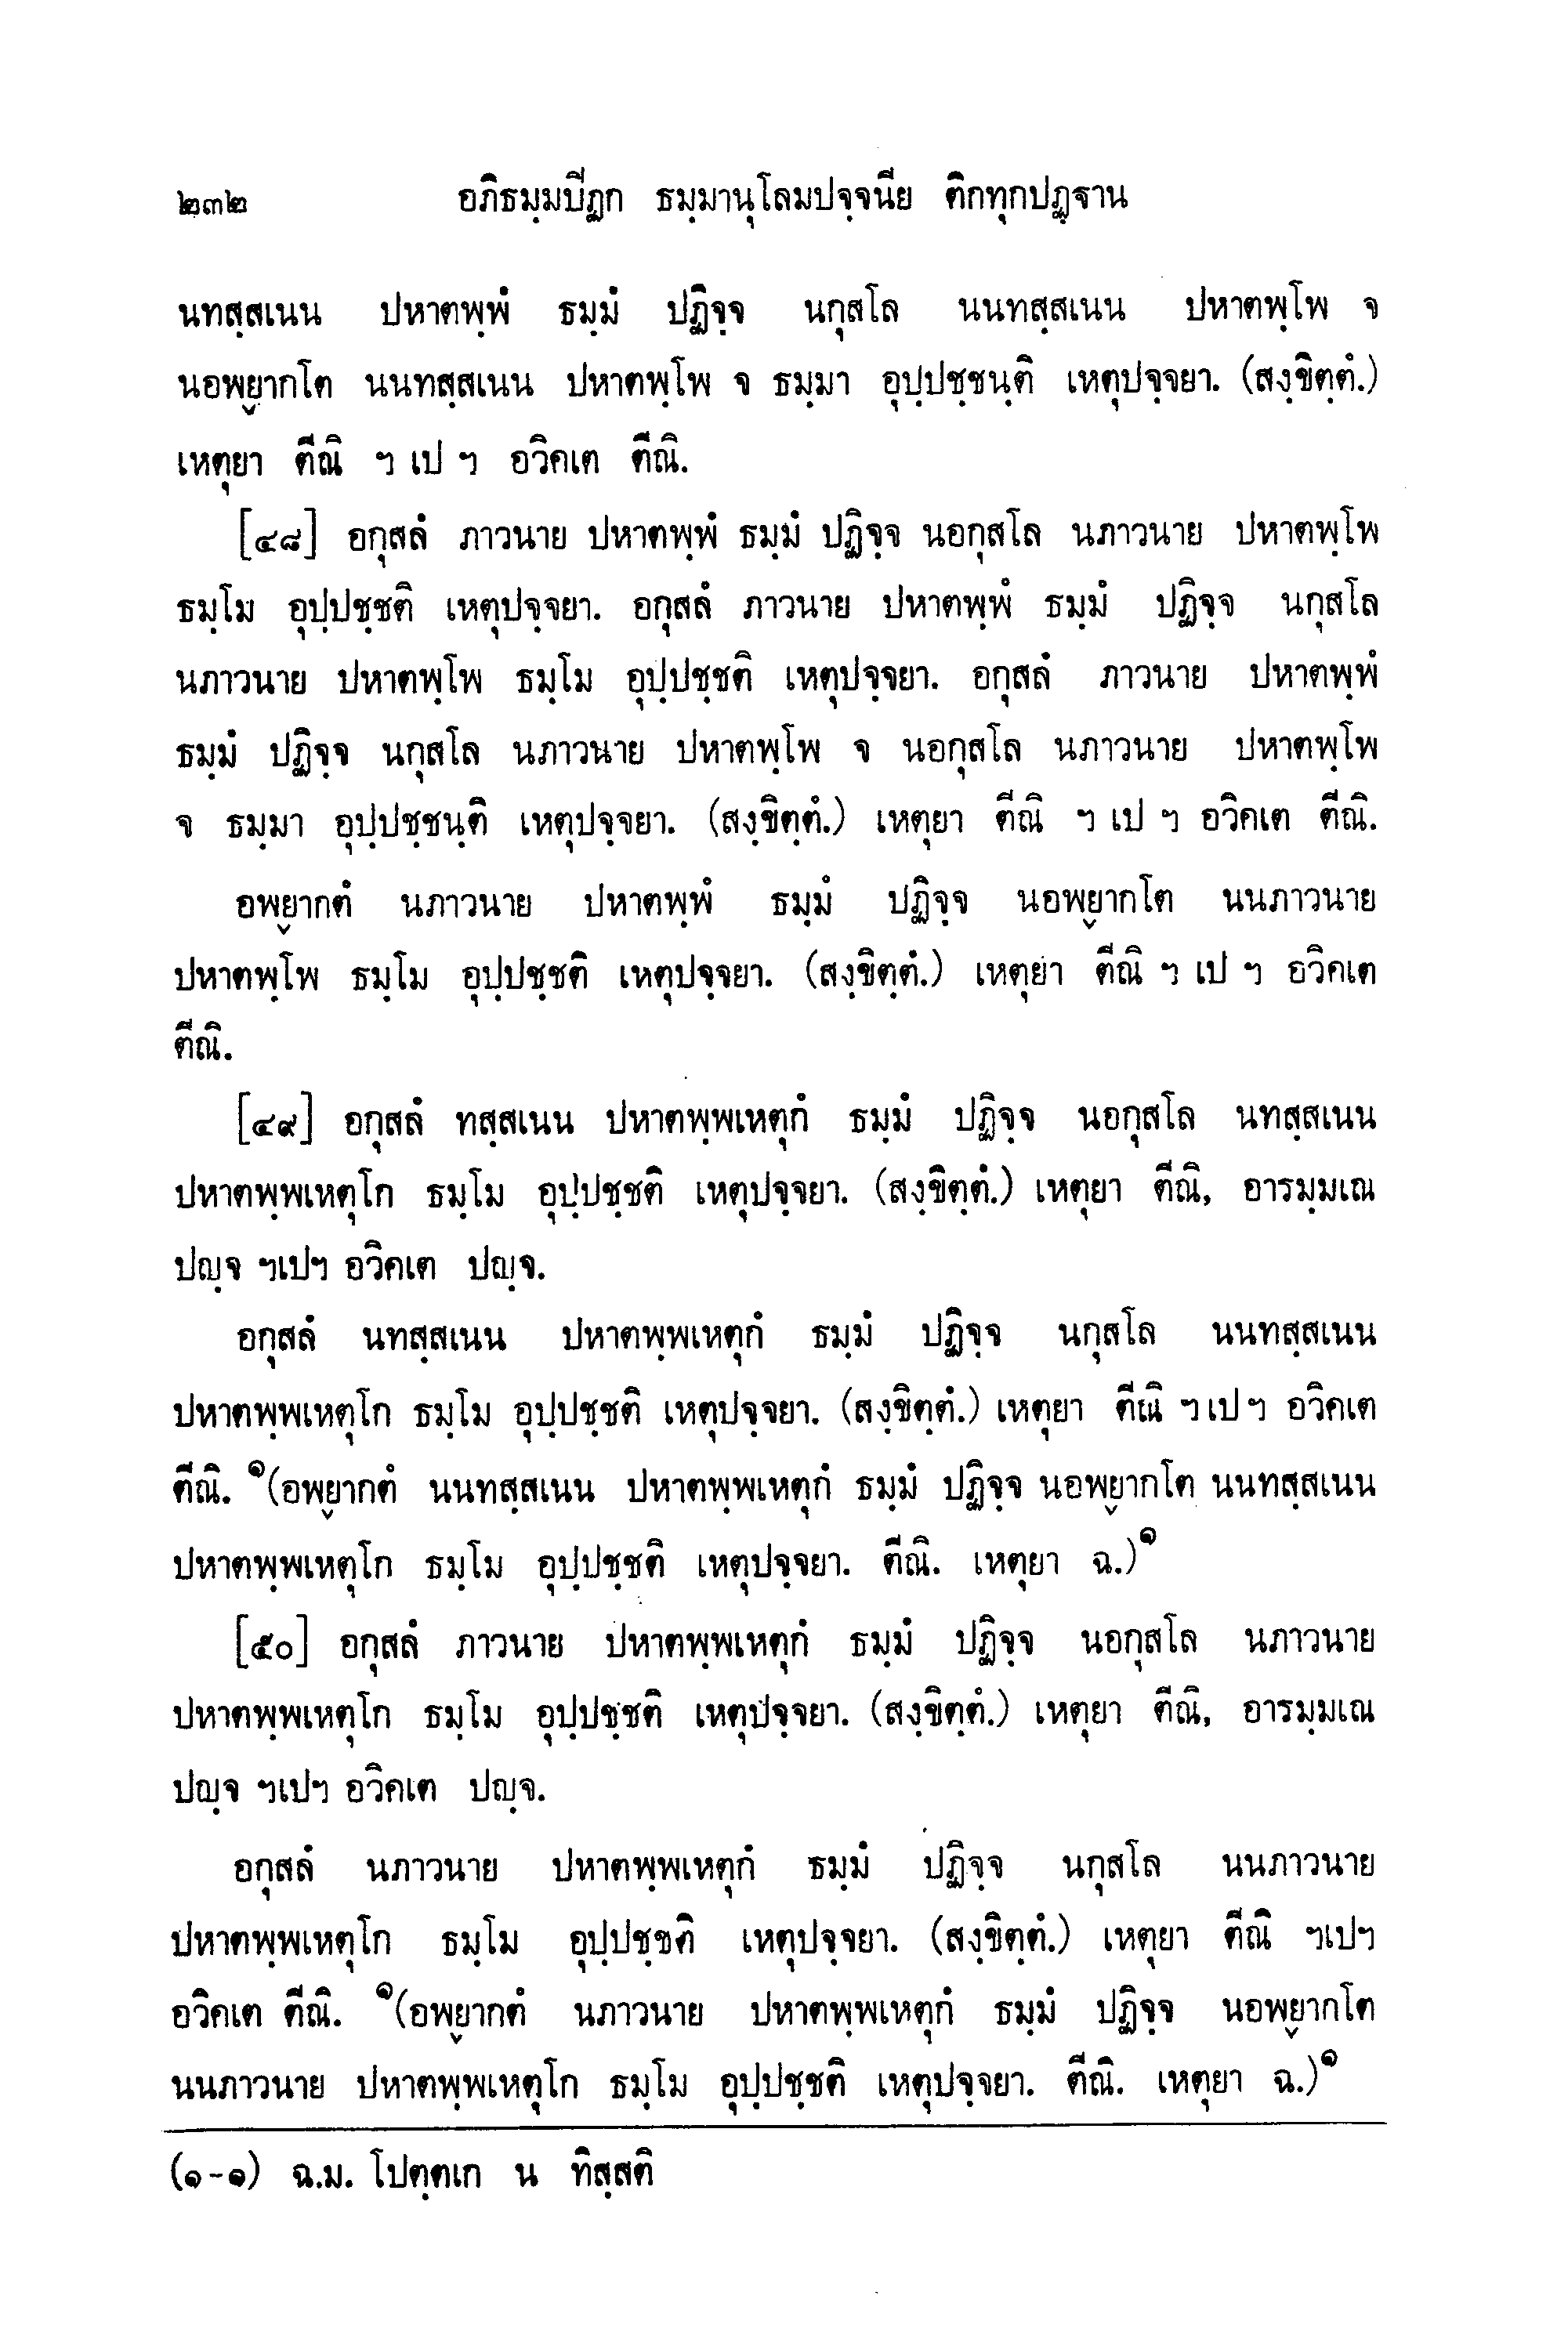 ๒๓๒ อภิธมฺมปีฏก ธมฺมานุโลมปจฺจนีย ติกทุกปฏฺฐาน
นทสฺสเนน ปหาตพฺพํ ธมฺมํ ปฏิจฺจ นกุสโล นนทสฺสเนน ปหาตพฺโพ จ
นอพฺยากโต นนทสฺสเนน ปหาตพฺโพ จ ธมฺมา อุปฺปชฺชนฺติ เหตุปจฺจยา. (สงฺขิตฺตํ.)
เหตุยา ตีณิ ฯ เป ฯ อวิคเต ตีณิ.
[๔๘] อกุสลํ ภาวนาย ปหาตพฺพํ ธมฺมํ ปฏิจฺจ นอกุสโล นภาวนาย ปหาตพฺโพ
ธมฺโม อุปฺปชฺชติ เหตุปจฺจยา. อกุสลํ ภาวนาย ปหาตพฺพํ ธมฺมํ ปฏิจฺจ นกุสโล
นภาวนาย ปหาตพฺโพ ธมฺโม อุปฺปชฺชติ เหตุปจฺจยา. อกุสลํ ภาวนาย ปหาตพฺพํ
ธมฺมํ ปฏิจฺจ นกุสโล นภาวนาย ปหาตพฺโพ จ นอกุสโล นภาวนาย ปหาตพฺโพ
จ ธมฺมา อุปฺปชฺชนฺติ เหตุปจฺจยา. (สงฺขิตฺตํ.) เหตุยา ตีณิ ฯ เป ฯ อวิคเต ตีณิ.
อพฺยากตํ นภาวนาย ปหาตพฺพํ ธมฺมํ ปฏิจฺจ นอพฺยากโต นนภาวนาย
ปหาตพฺโพ ธมฺโม อุปฺปชฺชติ เหตุปจฺจยา. (สงฺขิตฺตํ.) เหตุยา ตีณิ ฯ เป ฯ อวิคเต
ตีณิ.
[๔๙] อกุสลํ ทสฺสเนน ปหาตพฺพเหตุกํ ธมฺมํ ปฏิจฺจ นอกุสโล นทสฺสเนน
ปหาตพฺพเหตุโก ธมฺโม อุปฺปชฺชติ เหตุปจฺจยา. (สงฺขิตฺตํ.) เหตุยา ตีณิ, อารมฺมเณ
ปญฺจ ฯเปฯ อวิคเต ปญฺจ.
อกุสลํ นทสฺสเนน ปหาตพฺพเหตุกํ ธมฺมํ ปฏิจฺจ นกุสโล นนทสฺสเนน
ปหาตพฺพเหตุโก ธมฺโม อุปฺปชฺชติ เหตุปจฺจยา. (สงฺขิตฺตํ.) เหตุยา ตีณิ ฯ เป ฯ อวิคเต
ตีณิ. ๑(อพฺยากตํ นนทสฺสเนน ปหาตพฺพเหตุกํ ธมฺมํ ปฏิจฺจ นอพฺยากโต นนทสฺสเนน
ปหาตพฺพเหตุโก ธมฺโม อุปฺปชฺชติ เหตุปจฺจยา. ตีณิ. เหตุยา ฉ.)๑
[๕๐] อกุสลํ ภาวนาย ปหาตพฺพเหตุกํ ธมฺมํ ปฏิจฺจ นอกุสโล นภาวนาย
ปหาตพฺพเหตุโก ธมฺโม อุปฺปชฺชติ เหตุปจฺจยา. (สงฺขิตฺตํ.) เหตุยา ตีณิ, อารมฺมเณ
ปญฺจ ฯเปฯ อวิคเต ปญฺจ.
อกุสลํ นภาวนาย ปหาตพฺพเหตุกํ ธมฺมํ ปฏิจฺจ นกุสโล นนภาวนาย
ปหาตพฺพเหตุโก ธมฺโม อุปฺปชฺชติ เหตุปจฺจยา. (สงฺขิตฺตํ.) เหตุยา ตีณิ ฯเปฯ
อวิคเต ตีณิ. ๑(อพฺยากตํ นภาวนาย ปหาตพฺพเหตุกํ ธมฺมํ ปฏิจฺจ นอพฺยากโต
นนภาวนาย ปหาตพฺพเหตุโก ธมฺโม อุปฺปชฺชติ เหตุปจฺจยา. ตีณิ. เหตุยา ฉ.)๑
(๑-๑) ฉ.ม. โปตฺตเก น ทิสฺสติ